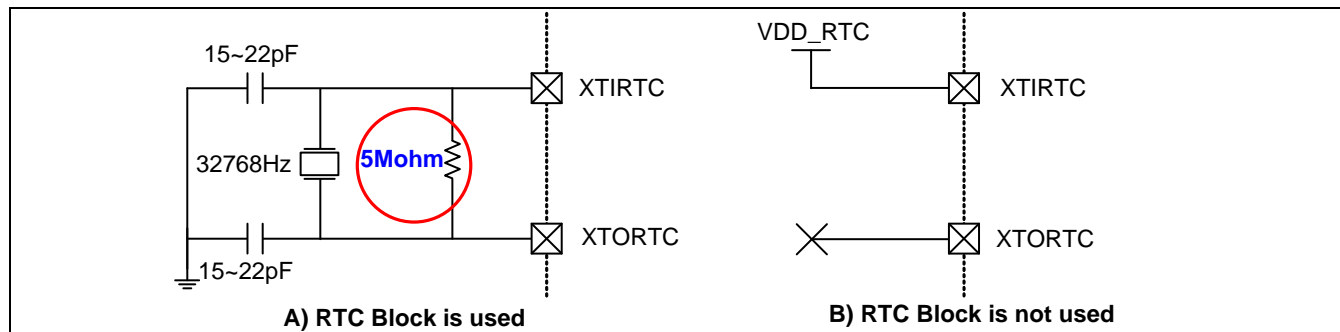 15~22pF
XTIRTC
32768Hz
5Mohm
XTORTC
15~22pF
A) RTC Block is used
VDD_RTC
XTIRTC
XTORTC
B) RTC Block is not used